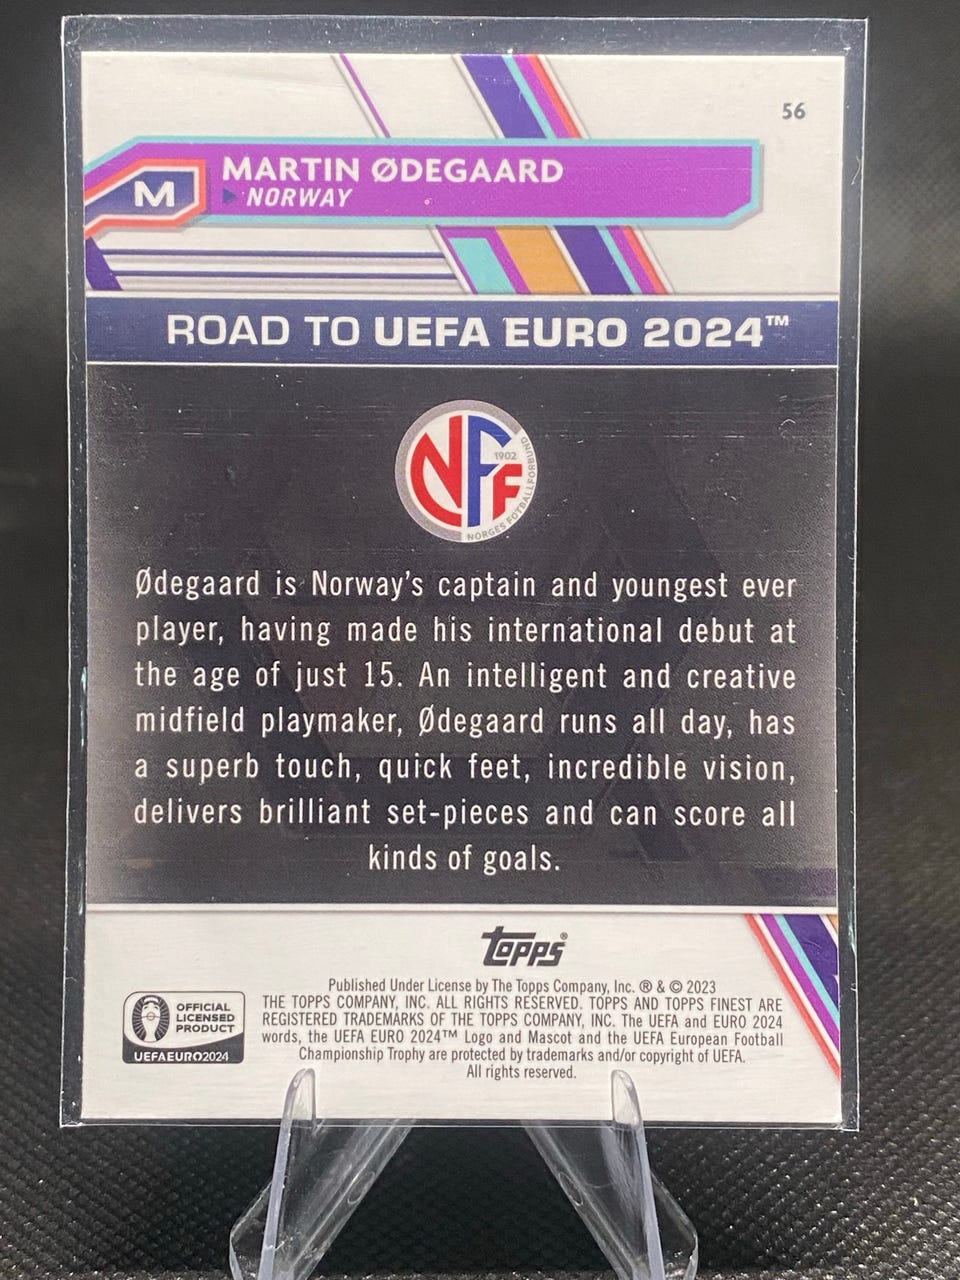 56
MARTIN ØDEGAARD
M
NORWAY
ROAD TO UEFA EURO 2024™
NFF
1902
NORGES FOTBALLFORBUND
Ødegaard is Norway's captain and youngest ever
player, having made his international debut at
the age of just 15. An intelligent and creative
midfield playmaker, Ødegaard runs all day, has
a superb touch, quick feet, incredible vision,
delivers brilliant set-pieces and can score all
kinds of goals.
topps®
Published Under License by The Topps Company, Inc. ® & © 2023
THE TOPPS COMPANY, INC. ALL RIGHTS RESERVED. TOPPS AND TOPPS FINEST ARE
REGISTERED TRADEMARKS OF THE TOPPS COMPANY, INC. The UEFA and EURO 2024
words, the UEFA EURO 2024™ Logo and Mascot and the UEFA European Football
Championship Trophy are protected by trademarks and/or copyright of UEFA.
All rights reserved.
OFFICIAL
LICENSED
PRODUCT
UEFAEURO2024